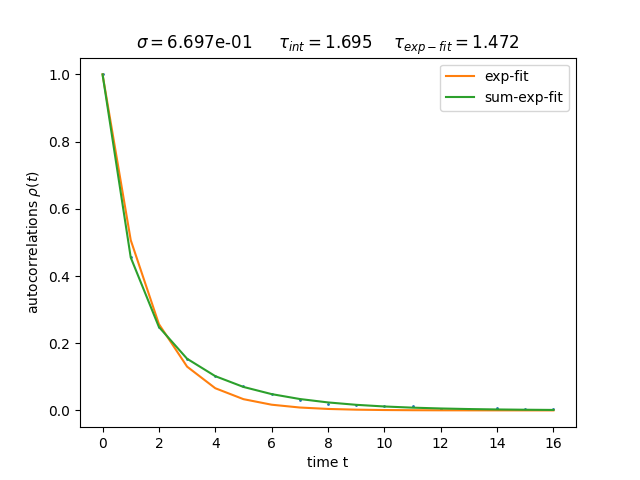 σ = 6.697e-01 τ_int = 1.695 τ_exp−fit = 1.472
exp-fit
sum-exp-fit
autocorrelations ρ(t)
1.0
0.8
0.6
0.4
0.2
0.0
0 2 4 6 8 10 12 14 16
time t